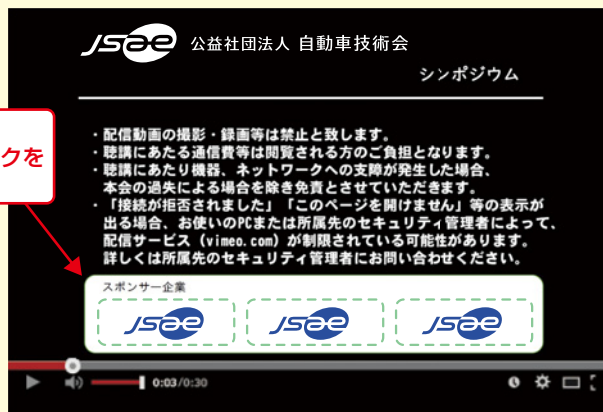 JSAE 公益社団法人 自動車技術会
シンポジウム
クを
・配信動画の撮影・録画等は禁止と致します。
・聴講にあたる通信費等は閲覧される方のご負担となります。
・聴講にあたり機器、ネットワークへの支障が発生した場合、
本会の過失による場合を除き免責とさせていただきます。
・「接続が拒否されました」「このページを開けません」等の表示が
出る場合、お使いのPCまたは所属先のセキュリティ管理者によって、
配信サービス（vimeo.com）が制限されている可能性があります。
詳しくは所属先のセキュリティ管理者にお問い合わせください。
スポンサー企業
JSAE JSAE JSAE
0:03/0:30